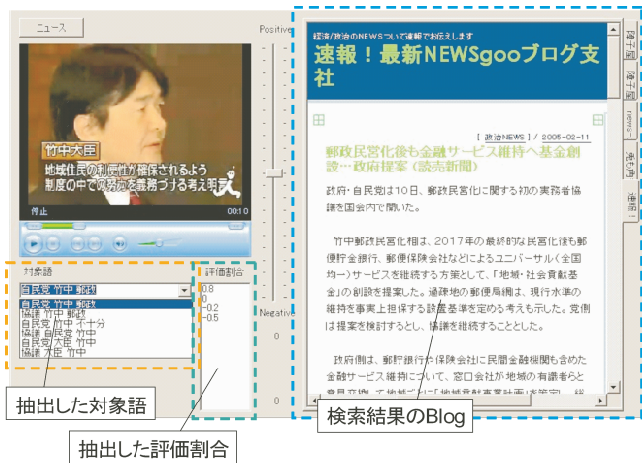 ニュース
Positive
竹中大臣
地域住民の利便性が確保されるよう
制度の中での努力を義務づける考え明
停止
00:10
対象語
評価割合
自民党 竹中 郵政
自民党 竹中 郵政
協議 竹中 郵政
自民党 竹中 不十分
協議 自民党 竹中
自民党 大臣 竹中
協議 大臣 竹中
0.8
0
-0.2
-0.5
Negative
0
0
抽出した対象語
抽出した評価割合
経済/政治のNEWSついて速報でお伝えします
速報！最新NEWSgooブログ支
社
[ 政治NEWS ] / 2005-02-11
郵政民営化後も金融サービス維持へ基金創
設…政府提案（読売新聞）
政府・自民党は10日、郵政民営化に関する初の実務者協
議を国会内で開いた。
竹中郵政民営化相は、2017年の最終的な民営化後も郵
便貯金銀行、郵便保険会社などによるユニバーサル（全国
均一）サービスを継続する方策として、「地域・社会貢献基
金」の創設を提案した。過疎地の郵便局網は、現行水準の
維持を事実上担保する設置基準を定める考えも示した。党側
は提案を検討するとし、協議を継続することとした。
政府側は、郵貯銀行や保険会社に民間金融機関も含めた
金融サービス維持について、窓口会社が地域の有識者らと
検索結果のBlog
news
速報！